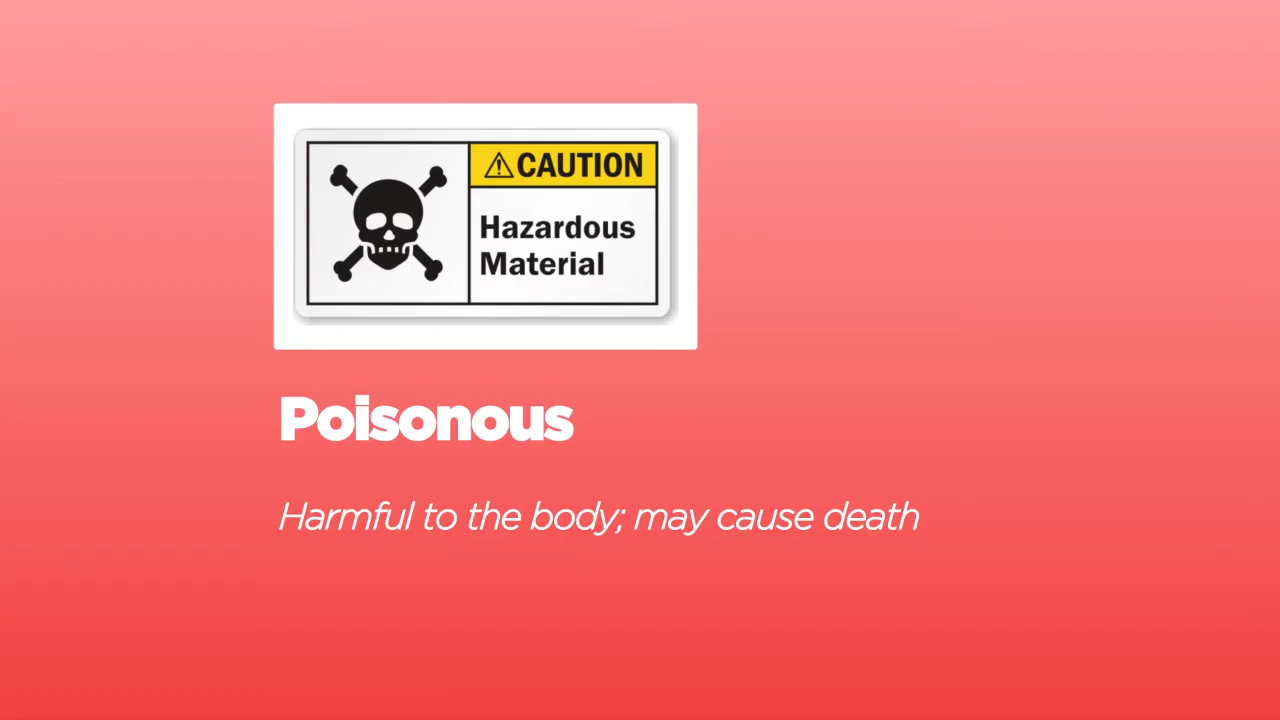 CAUTION
Hazardous
Material
Poisonous
Harmful to the body; may cause death